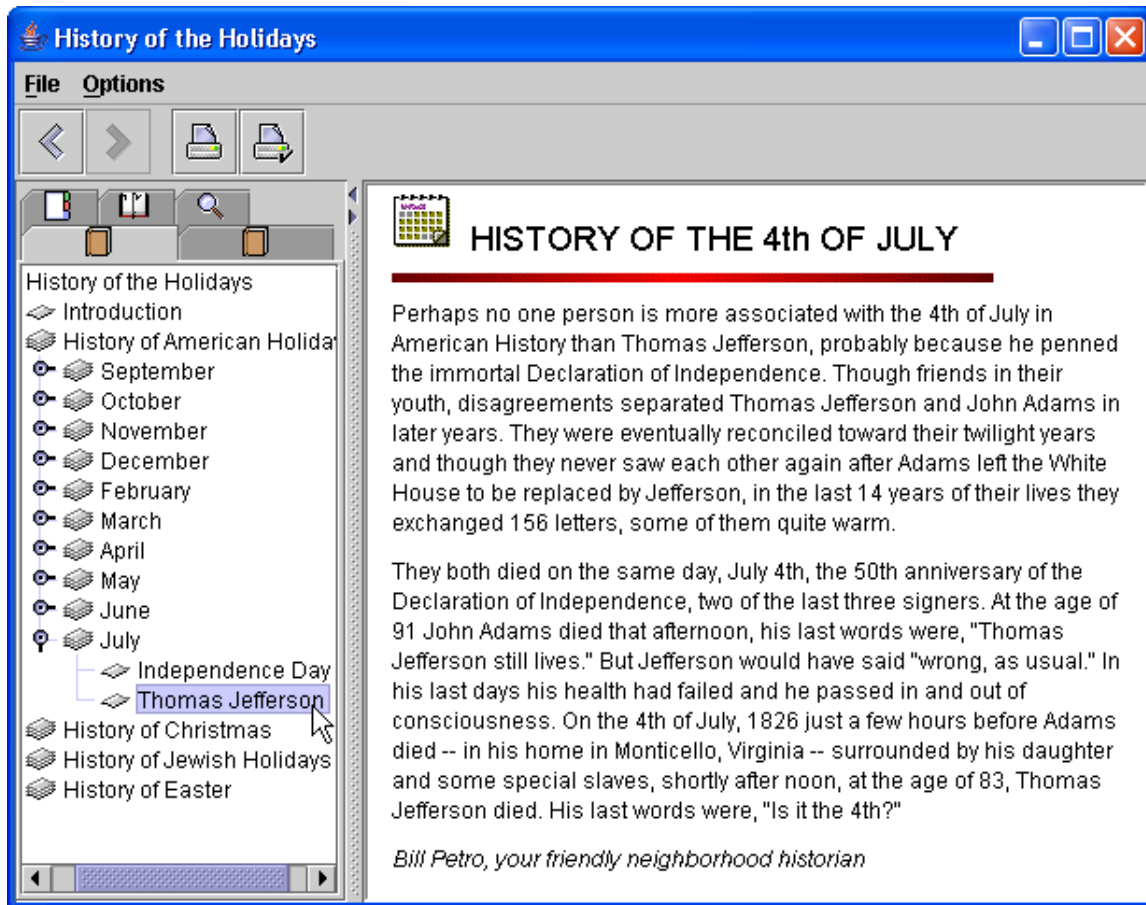 History of the Holidays
File Options
History of the Holidays
Introduction
History of American Holida
September
October
November
December
February
March
April
May
June
July
Independence Day
Thomas Jefferson
History of Christmas
History of Jewish Holidays
History of Easter
HISTORY OF THE 4th OF JULY
Perhaps no one person is more associated with the 4th of July in
American History than Thomas Jefferson, probably because he penned
the immortal Declaration of Independence. Though friends in their
youth, disagreements separated Thomas Jefferson and John Adams in
later years. They were eventually reconciled toward their twilight years
and though they never saw each other again after Adams left the White
House to be replaced by Jefferson, in the last 14 years of their lives they
exchanged 156 letters, some of them quite warm.
They both died on the same day, July 4th, the 50th anniversary of the
Declaration of Independence, two of the last three signers. At the age of
91 John Adams died that afternoon, his last words were, "Thomas
Jefferson still lives." But Jefferson would have said "wrong, as usual." In
his last days his health had failed and he passed in and out of
consciousness. On the 4th of July, 1826 just a few hours before Adams
died -- in his home in Monticello, Virginia -- surrounded by his daughter
and some special slaves, shortly after noon, at the age of 83, Thomas
Jefferson died. His last words were, "Is it the 4th?"
Bill Petro, your friendly neighborhood historian